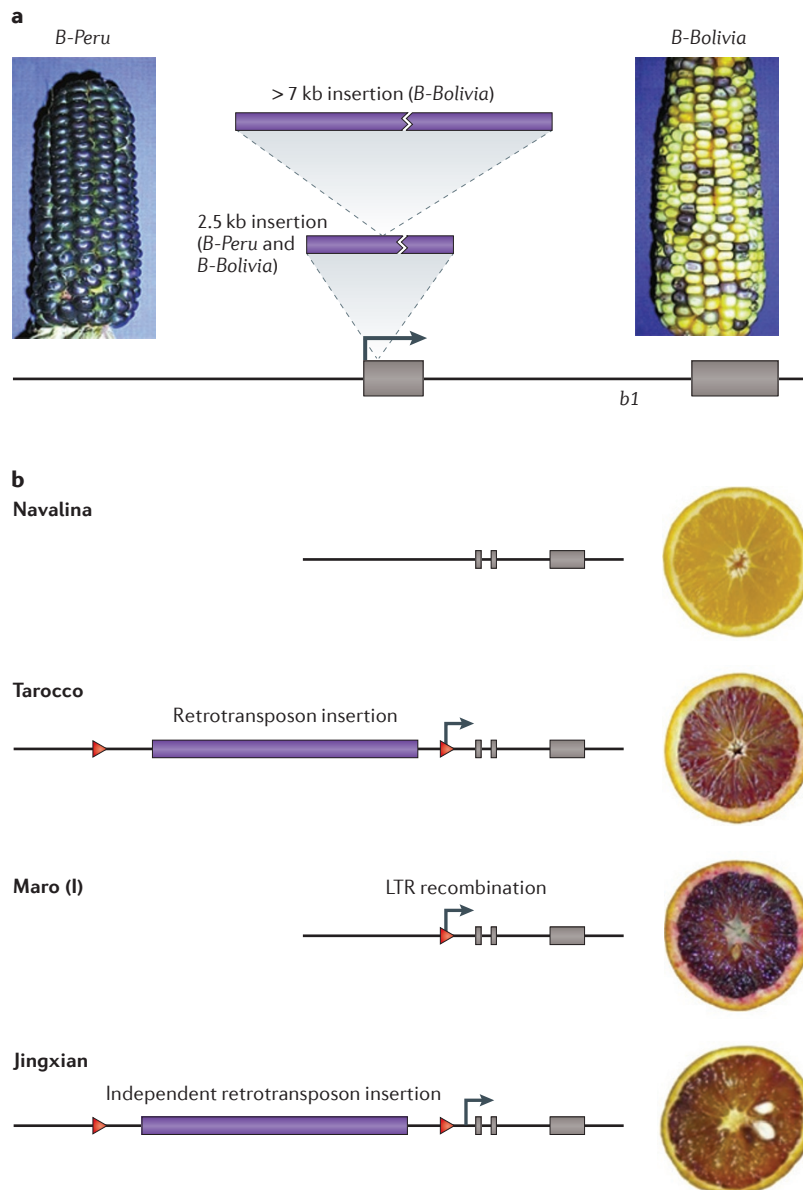 a
B-Peru
B-Bolivia
> 7 kb insertion (B-Bolivia)
2.5 kb insertion
(B-Peru and
B-Bolivia)
b1
b
Navalina
Tarocco
Retrotransposon insertion
Maro (I)
LTR recombination
Jingxian
Independent retrotransposon insertion